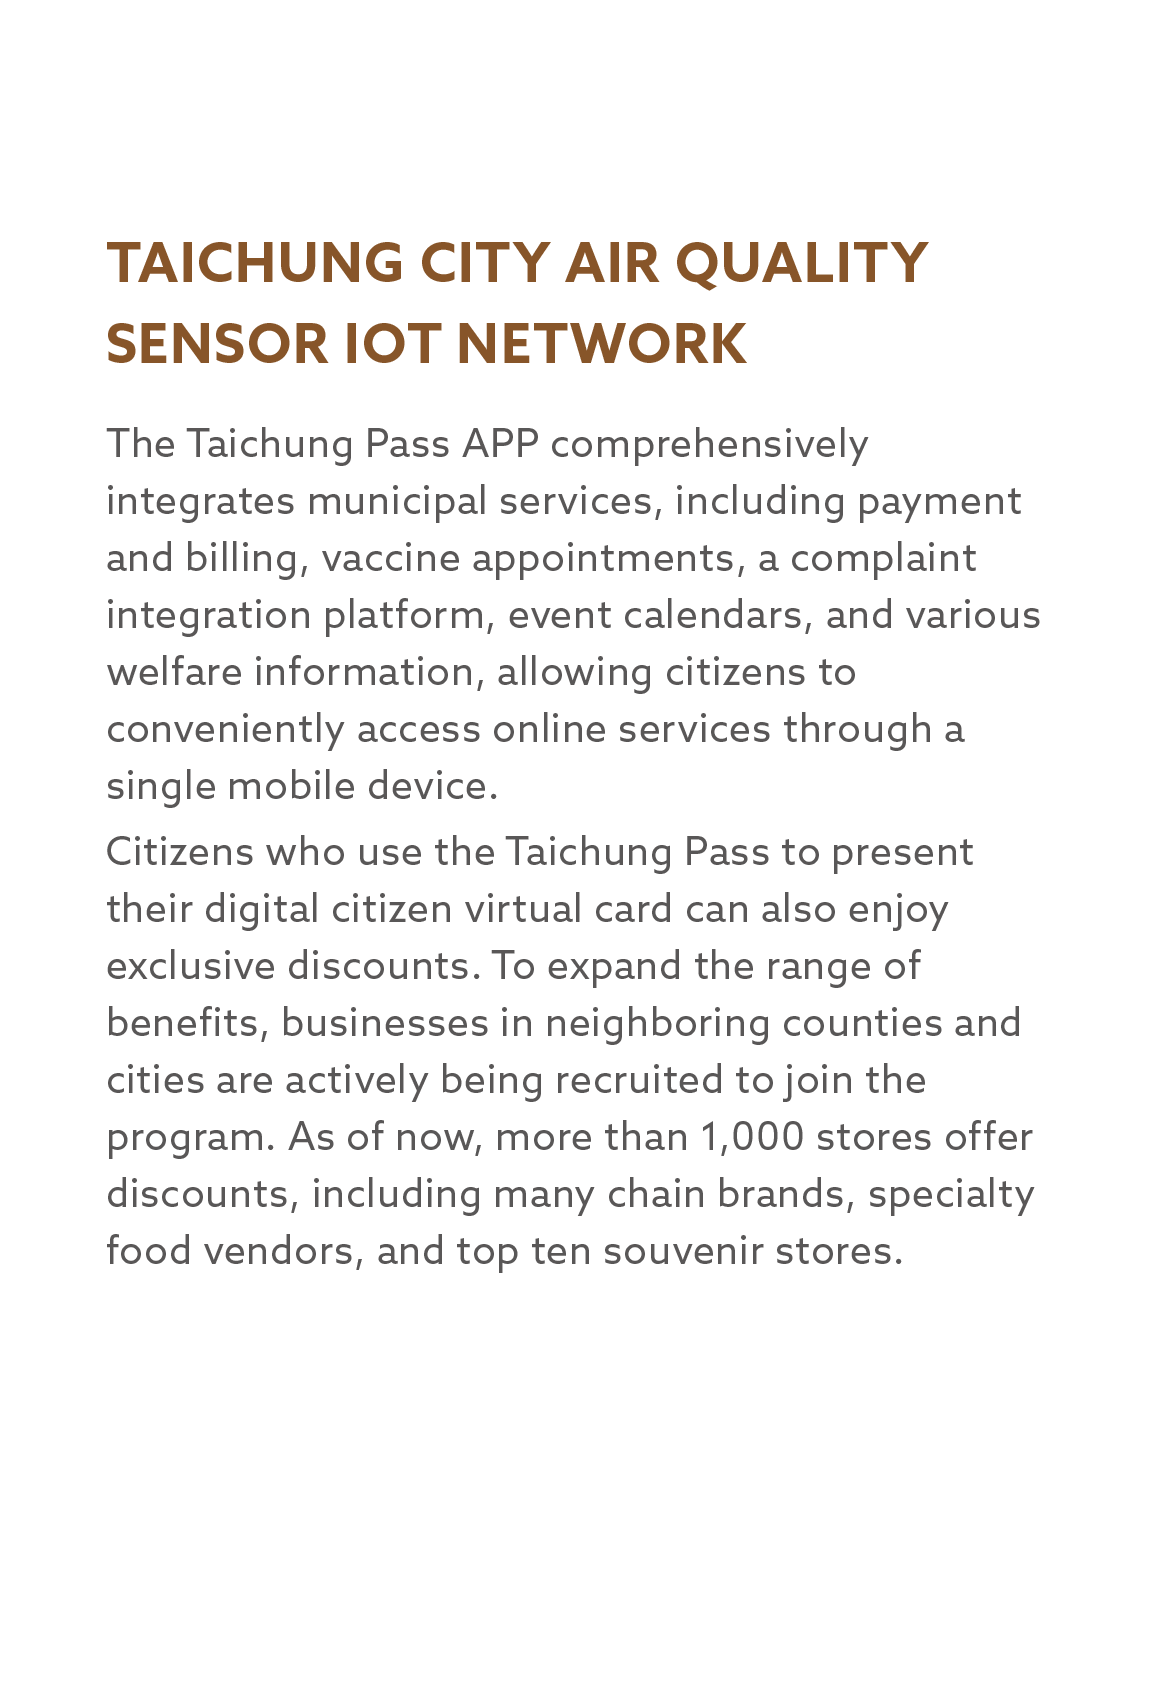 TAICHUNG CITY AIR QUALITY
SENSOR IOT NETWORK
The Taichung Pass APP comprehensively
integrates municipal services, including payment
and billing, vaccine appointments, a complaint
integration platform, event calendars, and various
welfare information, allowing citizens to
conveniently access online services through a
single mobile device.
Citizens who use the Taichung Pass to present
their digital citizen virtual card can also enjoy
exclusive discounts. To expand the range of
benefits, businesses in neighboring counties and
cities are actively being recruited to join the
program. As of now, more than 1,000 stores offer
discounts, including many chain brands, specialty
food vendors, and top ten souvenir stores.